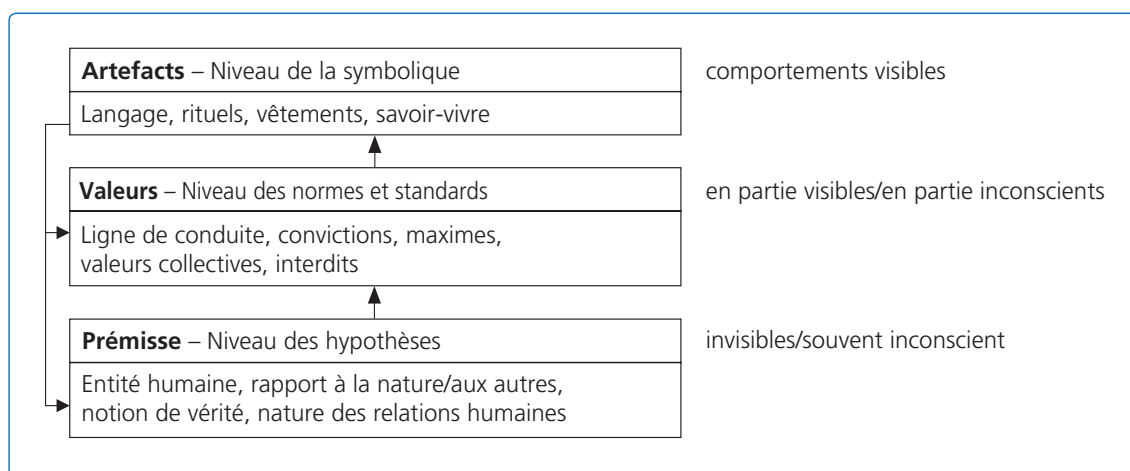 Artefacts – Niveau de la symbolique
comportements visibles
Langage, rituels, vêtements, savoir-vivre
Valeurs – Niveau des normes et standards
en partie visibles/en partie inconscients
Ligne de conduite, convictions, maximes,
valeurs collectives, interdits
Prémisse – Niveau des hypothèses
invisibles/souvent inconscient
Entité humaine, rapport à la nature/aux autres,
notion de vérité, nature des relations humaines